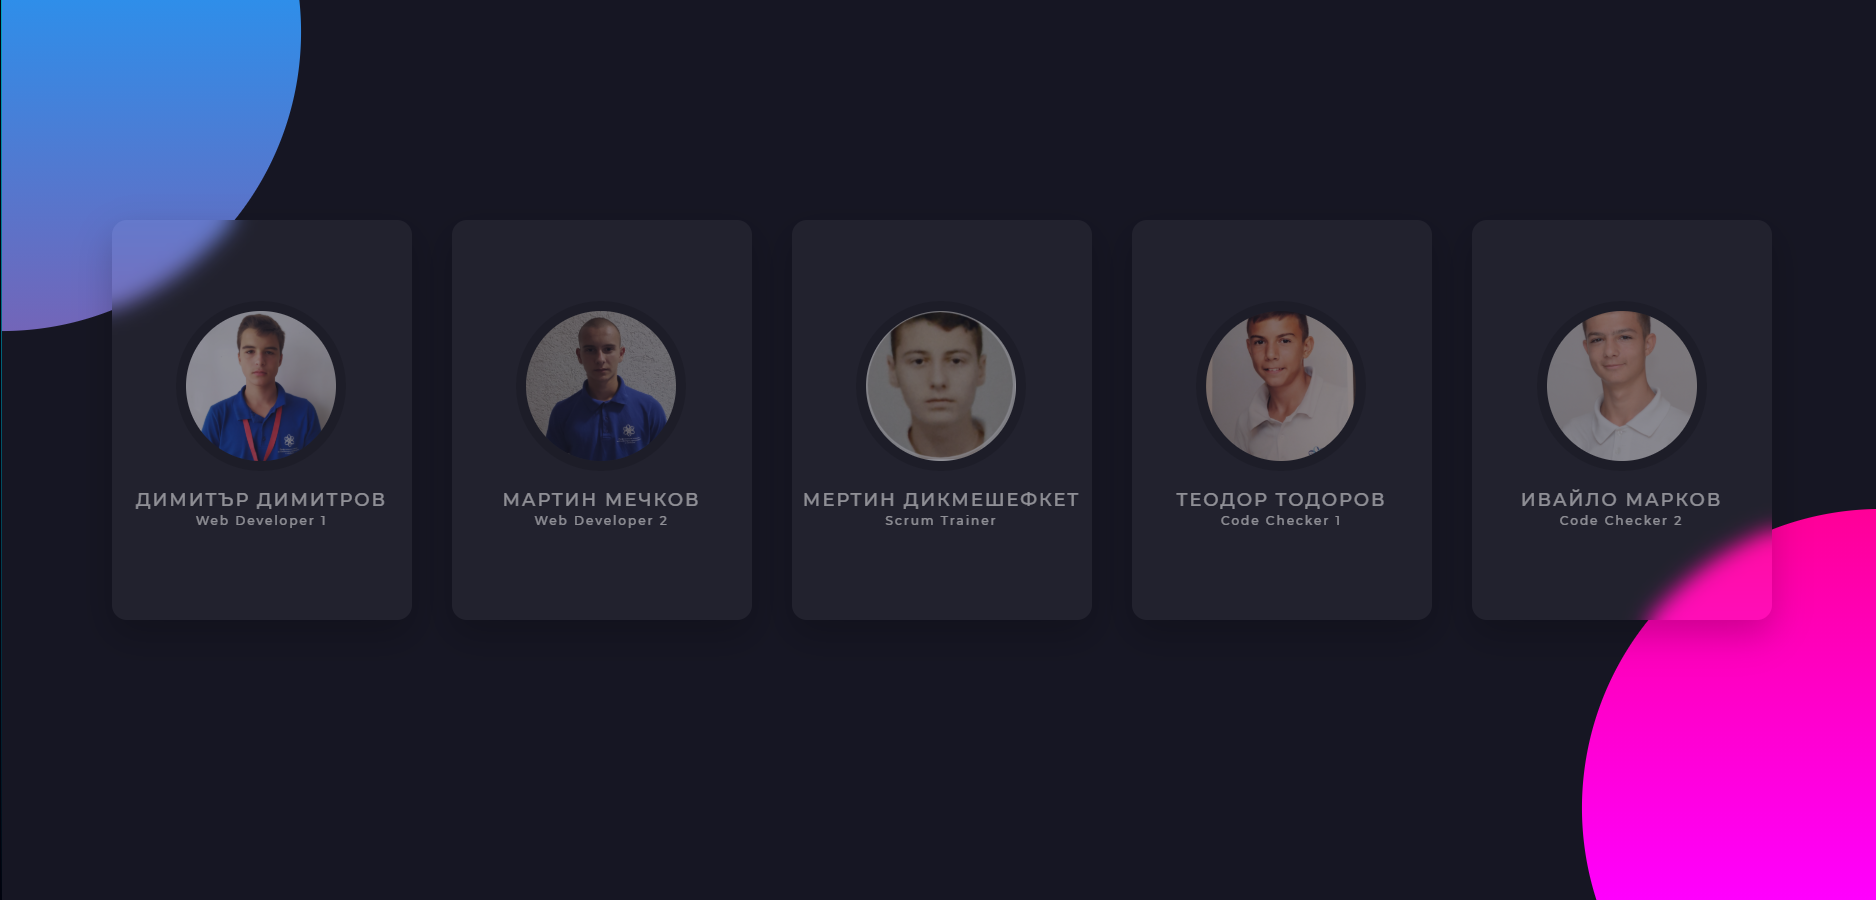 ДИМИТЪР ДИМИТРОВ
Web Developer 1
МАРТИН МЕЧКОВ
Web Developer 2
МЕРТИН ДИКМЕШЕФКЕТ
Scrum Trainer
ТЕОДОР ТОДОРОВ
Code Checker 1
ИВАЙЛО МАРКОВ
Code Checker 2